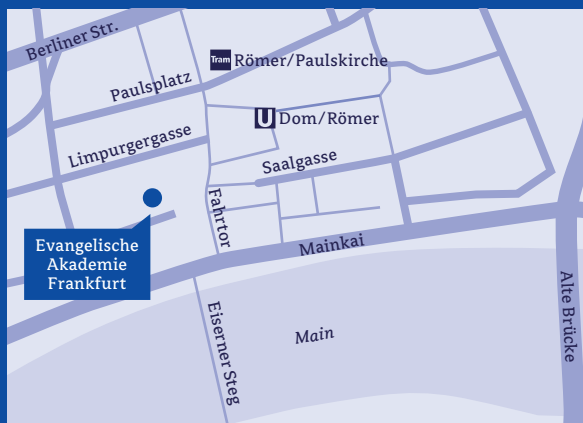 Berliner Str.
Tram Römer/Paulskirche
Paulsplatz
U Dom/Römer
Limpurgergasse
Saalgasse
Fahrtor
Evangelische
Akademie
Frankfurt
Mainkai
Eiserner Steg
Main
Alte Brücke